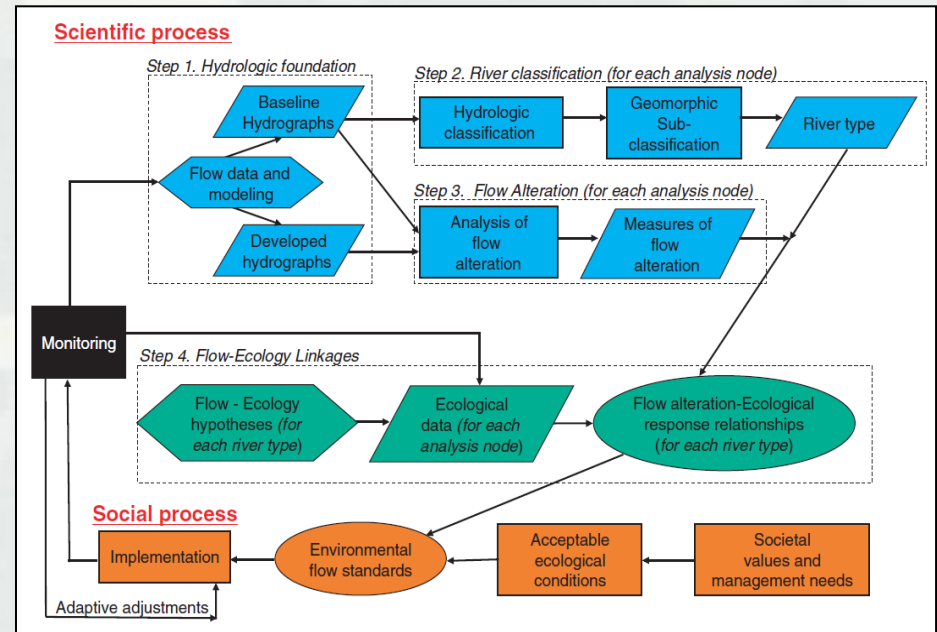 Scientific process
Step 1. Hydrologic foundation
Baseline
Hydrographs
Flow data and
modeling
Developed
hydrographs
Step 2. River classification (for each analysis node)
Hydrologic
classification
Geomorphic
Sub-
classification
River type
Step 3. Flow Alteration (for each analysis node)
Analysis of
flow
alteration
Measures of
flow
alteration
Monitoring
Step 4. Flow-Ecology Linkages
Flow - Ecology
hypotheses (for
each river type)
Ecological
data (for each
analysis node)
Flow alteration-Ecological
response relationships
(for each river type)
Social process
Implementation
Environmental
flow standards
Acceptable
ecological
conditions
Societal
values and
management needs
Adaptive adjustments